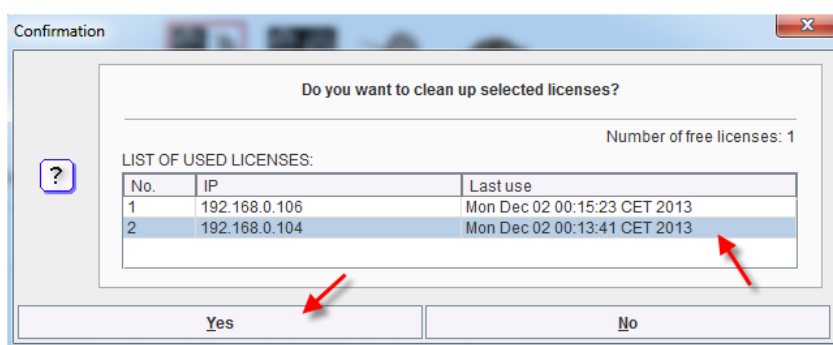 Confirmation
X
Do you want to clean up selected licenses?
Number of free licenses: 1
?
LIST OF USED LICENSES:
No. IP Last use
1 192.168.0.106 Mon Dec 02 00:15:23 CET 2013
2 192.168.0.104 Mon Dec 02 00:13:41 CET 2013
Yes No